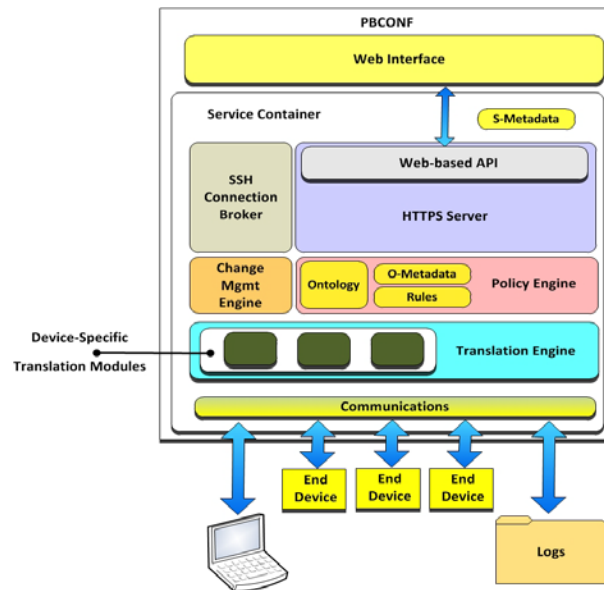 PBCONF
Web Interface
Service Container
S-Metadata
SSH
Connection
Broker
Web-based API
HTTPS Server
Change
Mgmt
Engine
Ontology
O-Metadata
Rules
Policy Engine
Device-Specific
Translation Modules
Translation Engine
Communications
End
Device
End
Device
End
Device
Logs